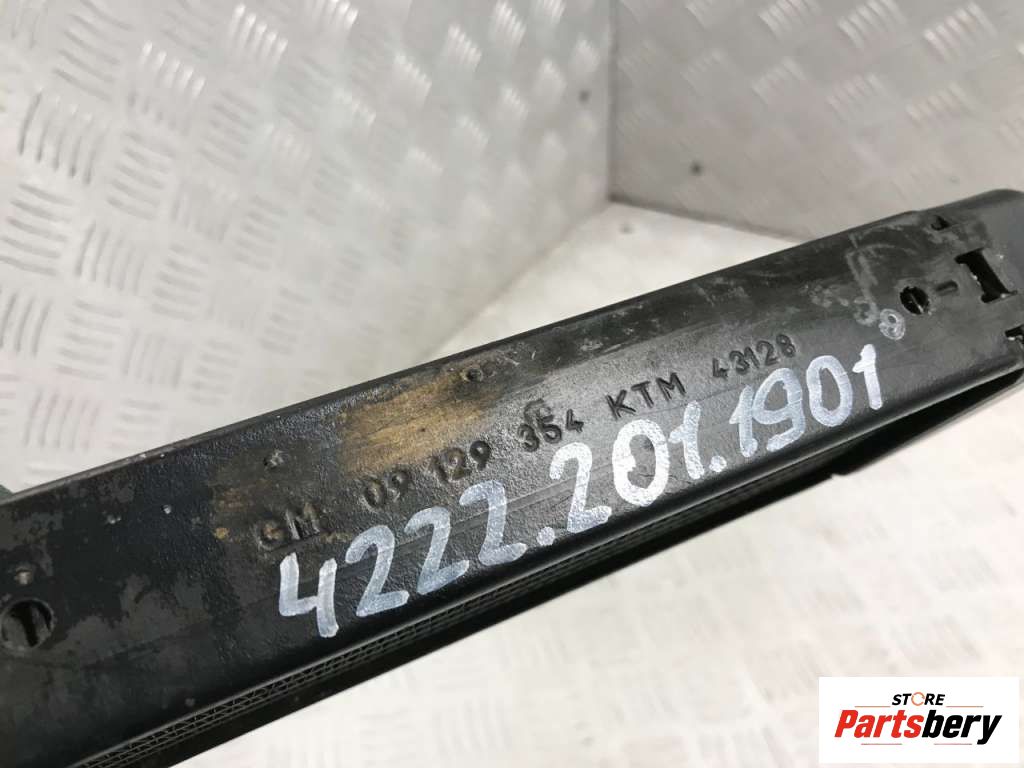 GM 09 129 354 KTM 43128
4222.201.1901
STORE
Partsbery